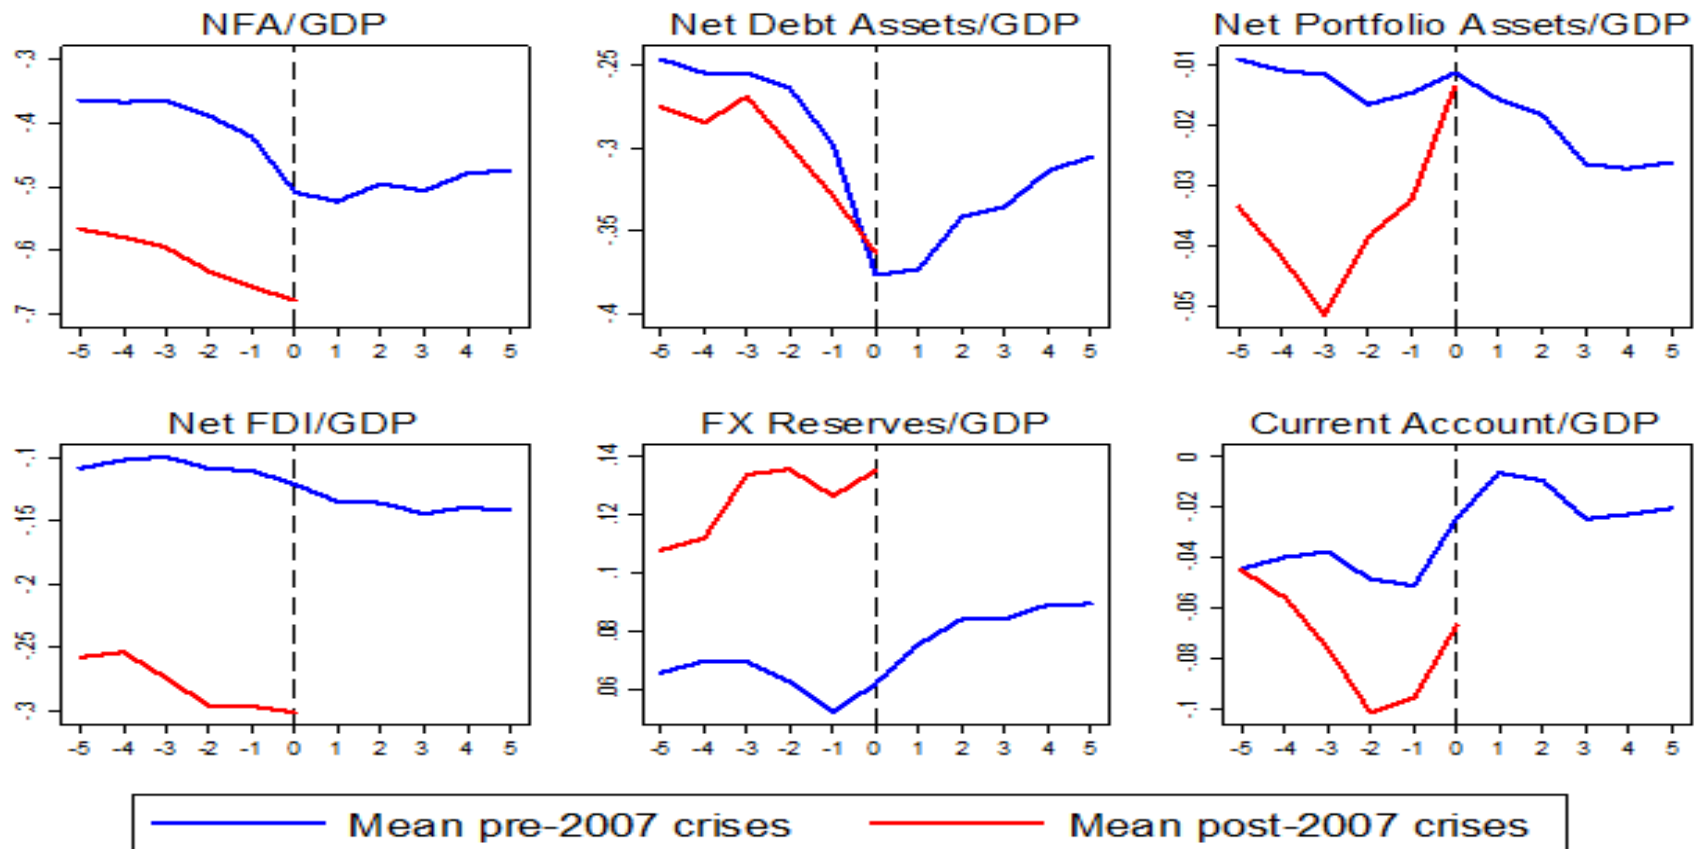 NFA/GDP
-.3
-.4
-.5
-.6
-.7
-5 -4 -3 -2 -1 0 1 2 3 4 5
Net Debt Assets/GDP
-.25
-.3
-.35
-.4
-5 -4 -3 -2 -1 0 1 2 3 4 5
Net Portfolio Assets/GDP
-.01
-.02
-.03
-.04
-.05
-5 -4 -3 -2 -1 0 1 2 3 4 5
Net FDI/GDP
-.1
-.15
-.2
-.25
-.3
-5 -4 -3 -2 -1 0 1 2 3 4 5
FX Reserves/GDP
.14
.12
.1
.08
.06
-5 -4 -3 -2 -1 0 1 2 3 4 5
Current Account/GDP
0
-.02
-.04
-.06
-.08
-.1
-5 -4 -3 -2 -1 0 1 2 3 4 5
Mean pre-2007 crises
Mean post-2007 crises